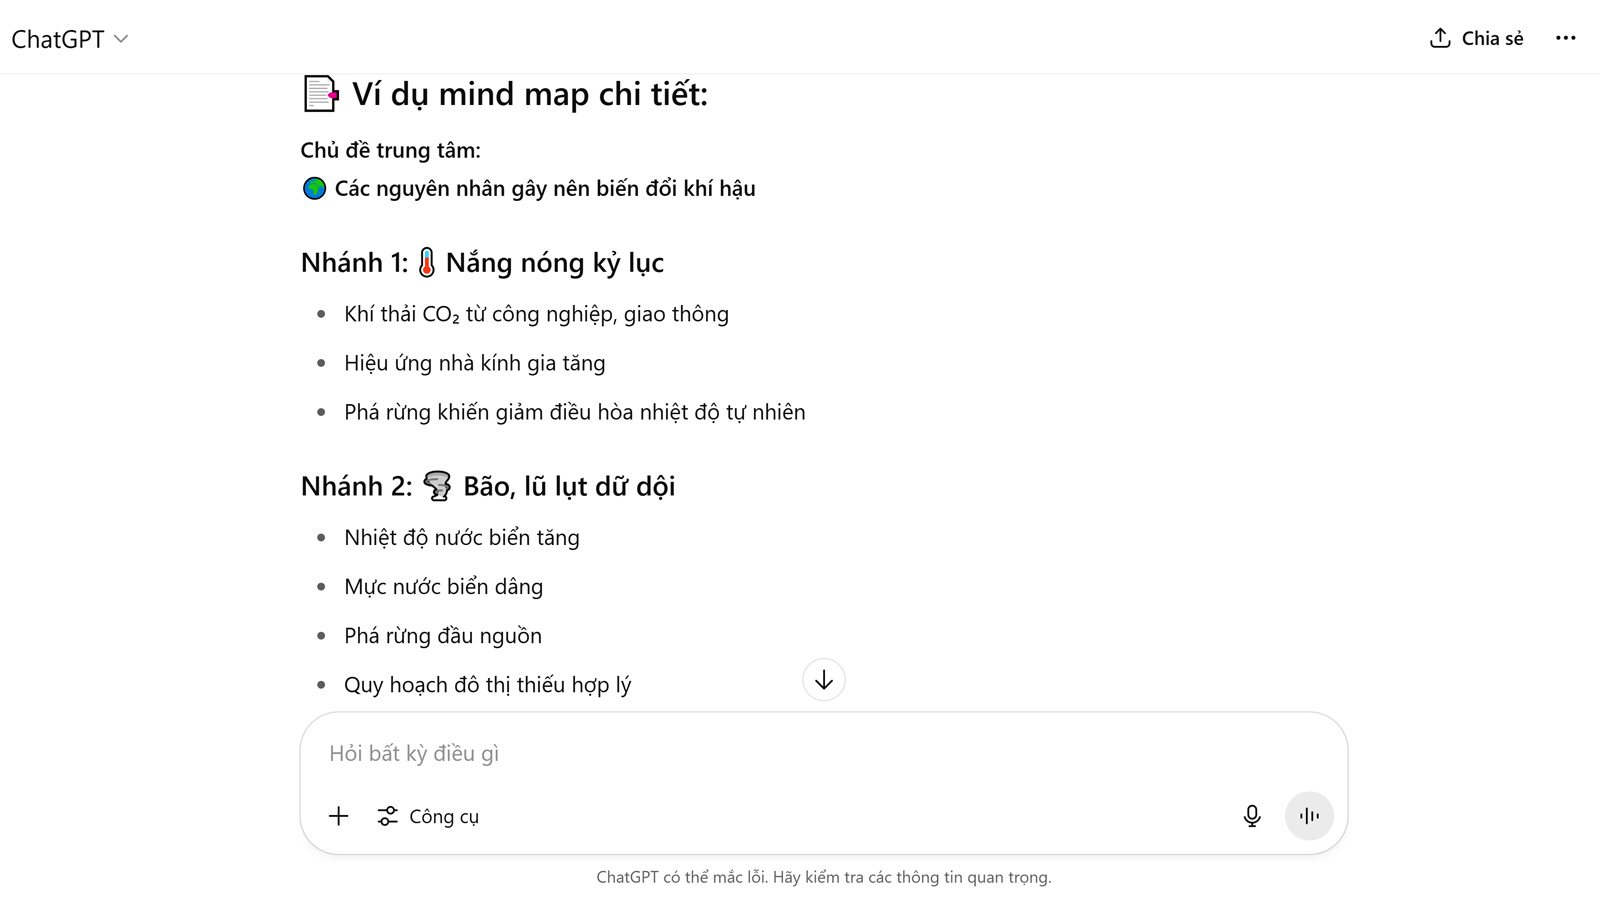 ChatGPT
Chia sẻ
Ví dụ mind map chi tiết:
Chủ đề trung tâm:
🌍 Các nguyên nhân gây nên biến đổi khí hậu
Nhánh 1: 🌡️ Nắng nóng kỷ lục
• Khí thải CO₂ từ công nghiệp, giao thông
• Hiệu ứng nhà kính gia tăng
• Phá rừng khiến giảm điều hòa nhiệt độ tự nhiên
Nhánh 2: 🌪️ Bão, lũ lụt dữ dội
• Nhiệt độ nước biển tăng
• Mực nước biển dâng
• Phá rừng đầu nguồn
• Quy hoạch đô thị thiếu hợp lý
Hỏi bất kỳ điều gì
Công cụ
ChatGPT có thể mắc lỗi. Hãy kiểm tra các thông tin quan trọng.